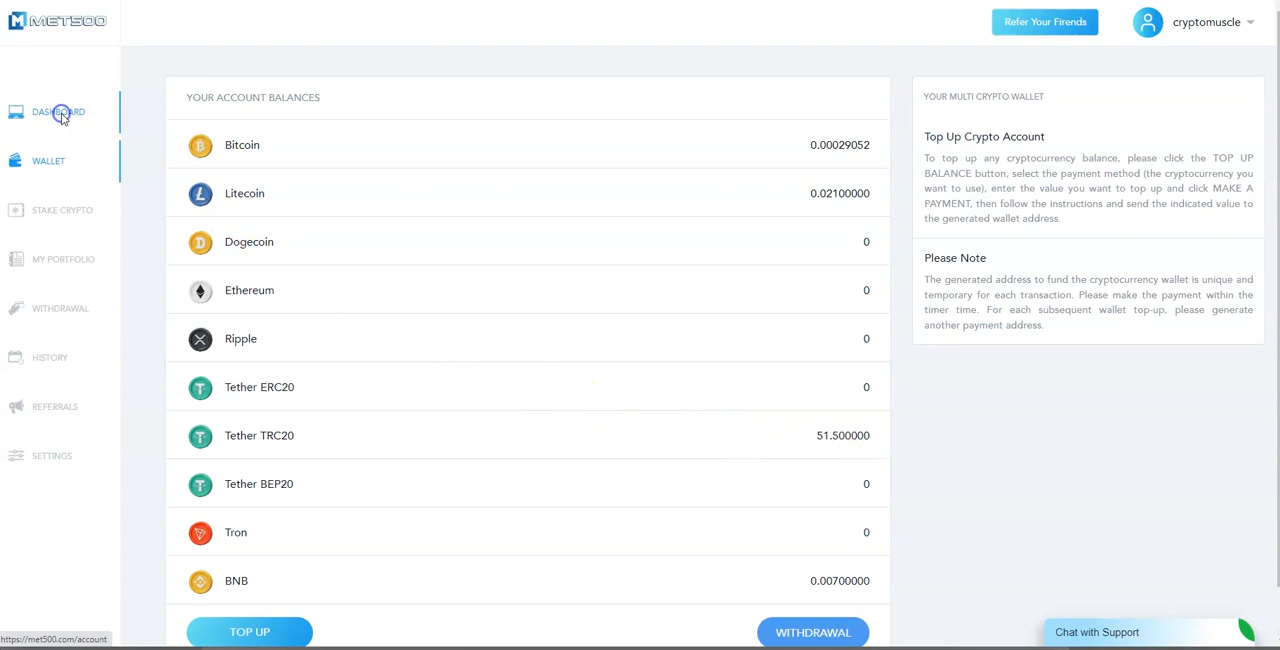 MET500
Refer Your Firends
cryptomuscle
DASHBOARD
WALLET
STAKE CRYPTO
MY PORTFOLIO
WITHDRAWAL
HISTORY
REFERRALS
SETTINGS
YOUR ACCOUNT BALANCES
Bitcoin 0.00029052
Litecoin 0.02100000
Dogecoin 0
Ethereum 0
Ripple 0
Tether ERC20 0
Tether TRC20 51.500000
Tether BEP20 0
Tron 0
BNB 0.00700000
TOP UP
WITHDRAWAL
YOUR MULTI CRYPTO WALLET
Top Up Crypto Account
To top up any cryptocurrency balance, please click the TOP UP
BALANCE button, select the payment method (the cryptocurrency you
want to use), enter the value you want to top up and click MAKE A
PAYMENT, then follow the instructions and send the indicated value to
the generated wallet address.
Please Note
The generated address to fund the cryptocurrency wallet is unique and
temporary for each transaction. Please make the payment within the
timer time. For each subsequent wallet top-up, please generate
another payment address.
Chat with Support
https://met500.com/account